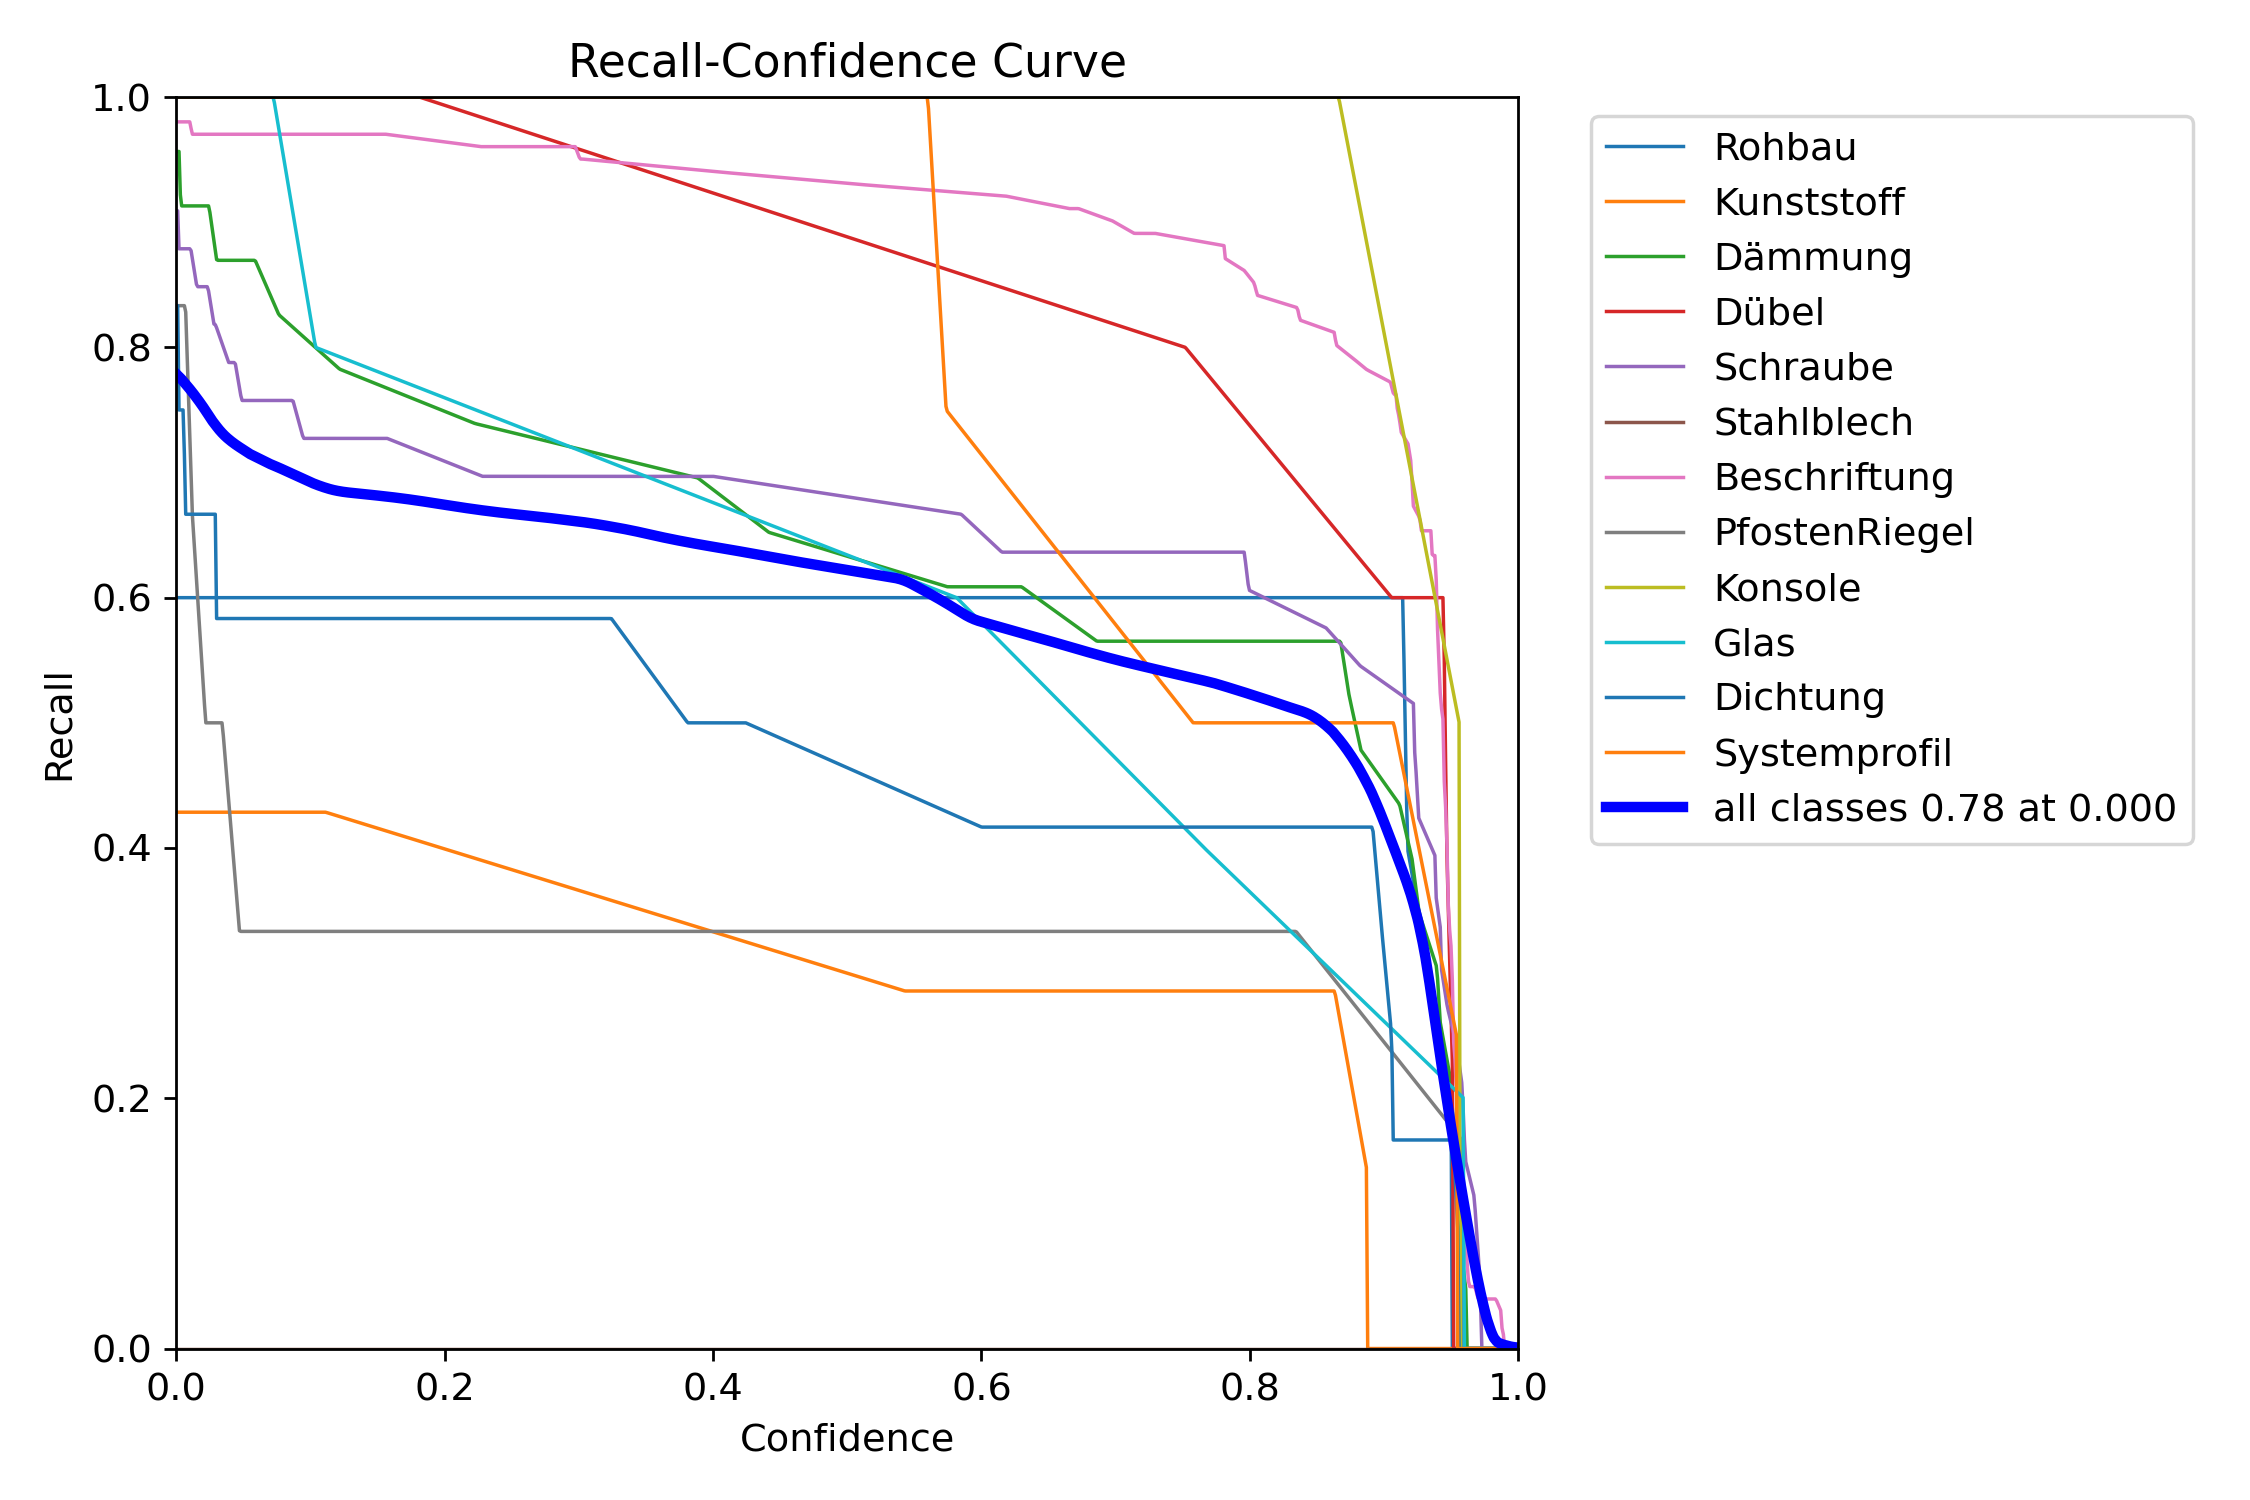 Recall-Confidence Curve
1.0
0.8
0.6
0.4
0.2
0.0
Recall
0.0 0.2 0.4 0.6 0.8 1.0
Confidence
Rohbau
Kunststoff
Dämmung
Dübel
Schraube
Stahlblech
Beschriftung
PfostenRiegel
Konsole
Glas
Dichtung
Systemprofil
all classes 0.78 at 0.000